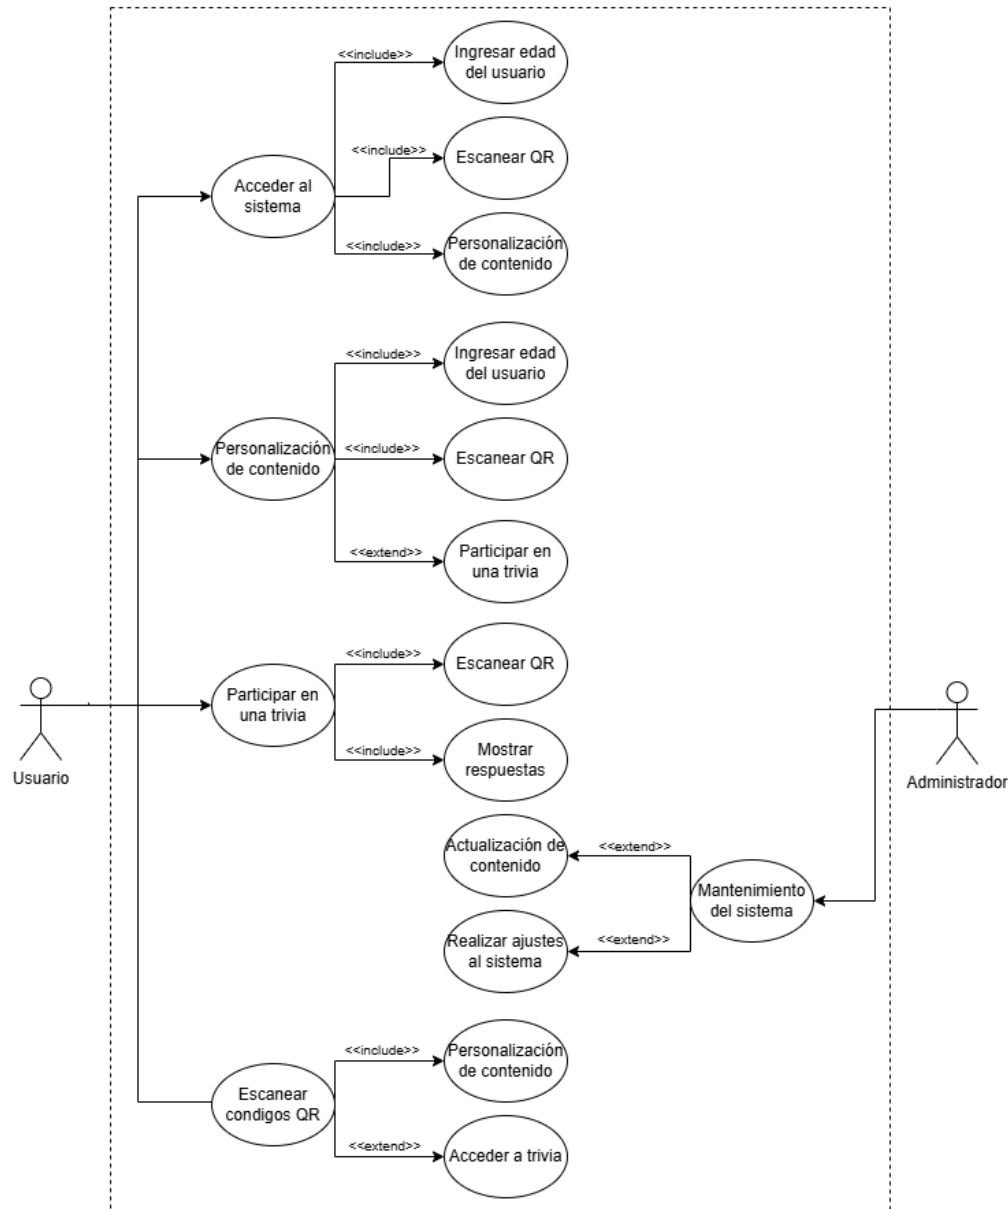 <<include>>
Ingresar edad
del usuario
<<include>>
Escanear QR
Acceder al
sistema
<<include>>
Personalización
de contenido
<<include>>
Ingresar edad
del usuario
Personalización
de contenido
<<include>>
Escanear QR
<<extend>>
Participar en
una trivia
<<include>>
Escanear QR
Usuario
Participar en
una trivia
<<include>>
Mostrar
respuestas
Administrador
Actualización de
contenido
<<extend>>
Mantenimiento
del sistema
Realizar ajustes
al sistema
<<extend>>
<<include>>
Personalización
de contenido
Escanear
condigos QR
<<extend>>
Acceder a trivia